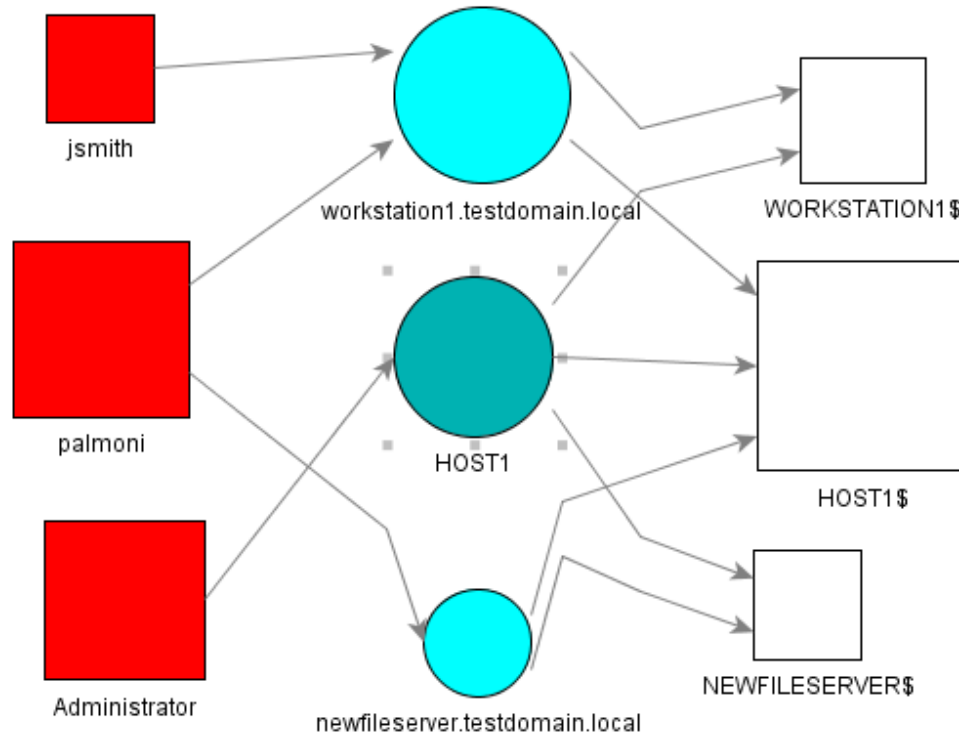 jsmith
workstation1.testdomain.local
WORKSTATION1$
palmoni
HOST1
HOST1$
Administrator
newfileserver.testdomain.local
NEWFILESERVER$